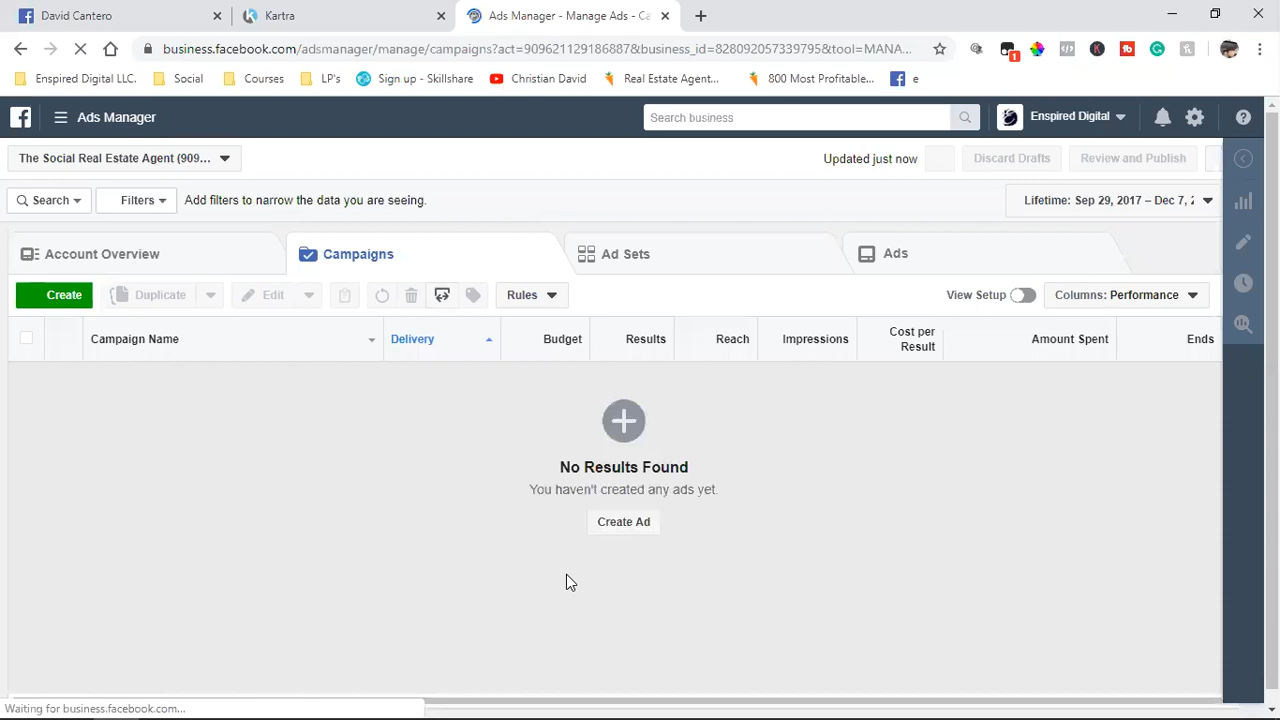 David Cantero
Kartra
Ads Manager - Manage Ads - Ca
business.facebook.com/adsmanager/manage/campaigns?act=909621129186887&business_id=828092057339795&tool=MANA...
1
Enspired Digital LLC.
Social
Courses
LP's
Sign up - Skillshare
Christian David
Real Estate Agent...
800 Most Profitable...
e
Ads Manager
Search business
Enspired Digital
The Social Real Estate Agent (909...
Updated just now
Discard Drafts
Review and Publish
Search
Filters
Add filters to narrow the data you are seeing.
Lifetime: Sep 29, 2017 – Dec 7, 2
Account Overview
Campaigns
Ad Sets
Ads
Create
Duplicate
Edit
Rules
View Setup
Columns: Performance
Campaign Name
Delivery
Budget
Results
Reach
Impressions
Cost per
Result
Amount Spent
Ends
No Results Found
You haven't created any ads yet.
Create Ad
Waiting for business.facebook.com...